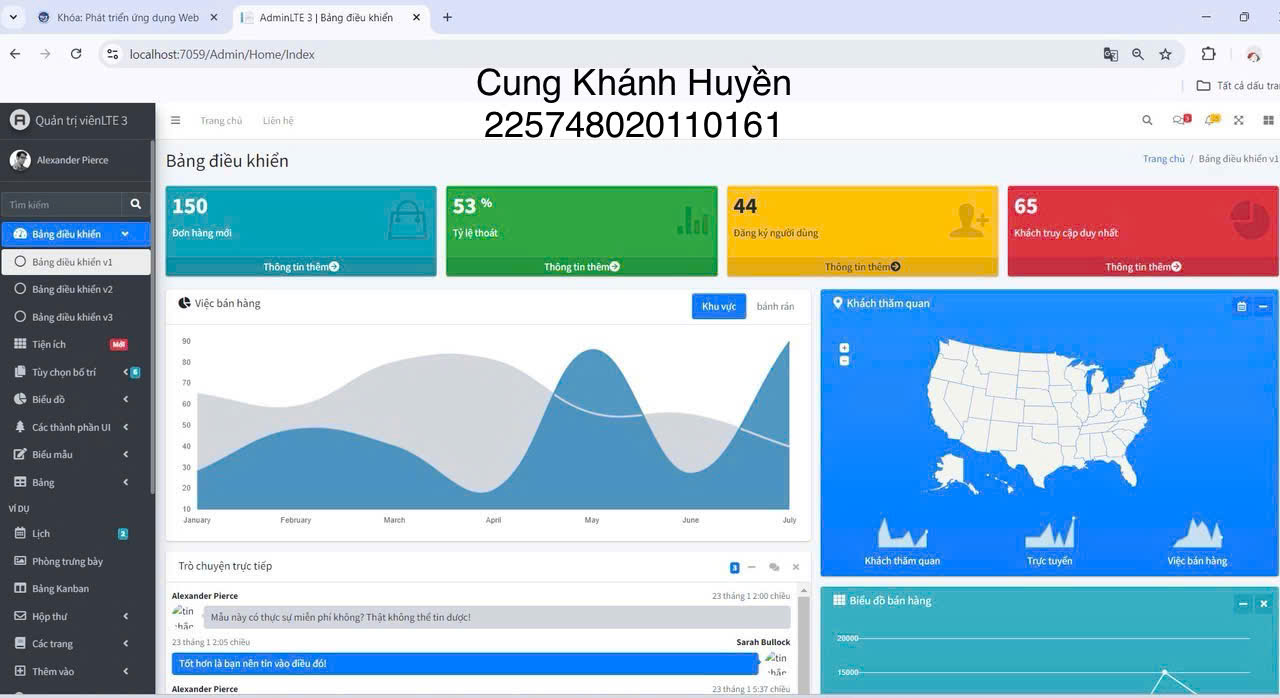 Khóa: Phát triển ứng dụng Web
AdminLTE 3 | Bảng điều khiển
localhost:7059/Admin/Home/Index
Tất cả dấu tra
Cung Khánh Huyền
225748020110161
Quản trị viênLTE 3
Trang chủ
Liên hệ
Alexander Pierce
Bảng điều khiển
Trang chủ / Bảng điều khiển v1
Tìm kiếm
Bảng điều khiển
Bảng điều khiển v1
Bảng điều khiển v2
Bảng điều khiển v3
Tiện ích
Mới
Tùy chọn bố trí
6
Biểu đồ
Các thành phần UI
Biểu mẫu
Bảng
VÍ DỤ
Lịch
2
Phòng trưng bày
Bảng Kanban
Hộp thư
Các trang
Thêm vào
150
Đơn hàng mới
Thông tin thêm
53 %
Tỷ lệ thoát
Thông tin thêm
44
Đăng ký người dùng
Thông tin thêm
65
Khách truy cập duy nhất
Thông tin thêm
Việc bán hàng
Khu vực
bánh rán
90
80
70
60
50
40
30
20
10
January February March April May June July
Khách thăm quan
+
−
Khách thăm quan
Trực tuyến
Việc bán hàng
Trò chuyện trực tiếp
3
Alexander Pierce
23 tháng 1 2:00 chiều
Mẫu này có thực sự miễn phí không? Thật không thể tin được!
23 tháng 1 2:05 chiều
Sarah Bullock
Tốt hơn là bạn nên tin vào điều đó!
Alexander Pierce
23 tháng 1 5:37 chiều
Biểu đồ bán hàng
20000
15000